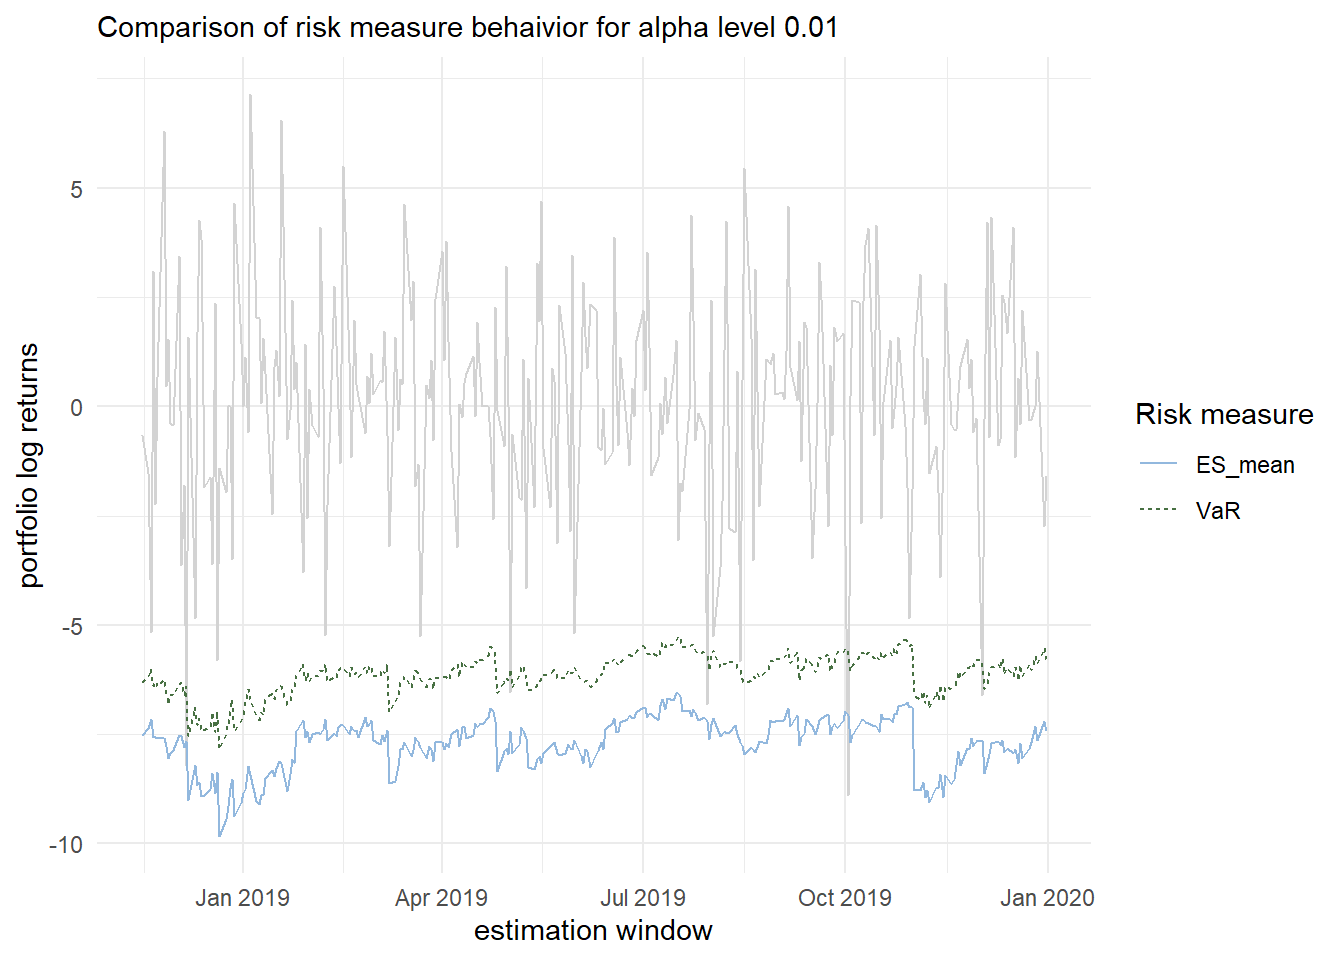 Comparison of risk measure behaivior for alpha level 0.01
portfolio log returns
5
0
-5
-10
Jan 2019
Apr 2019
Jul 2019
Oct 2019
Jan 2020
estimation window
Risk measure
ES_mean
VaR